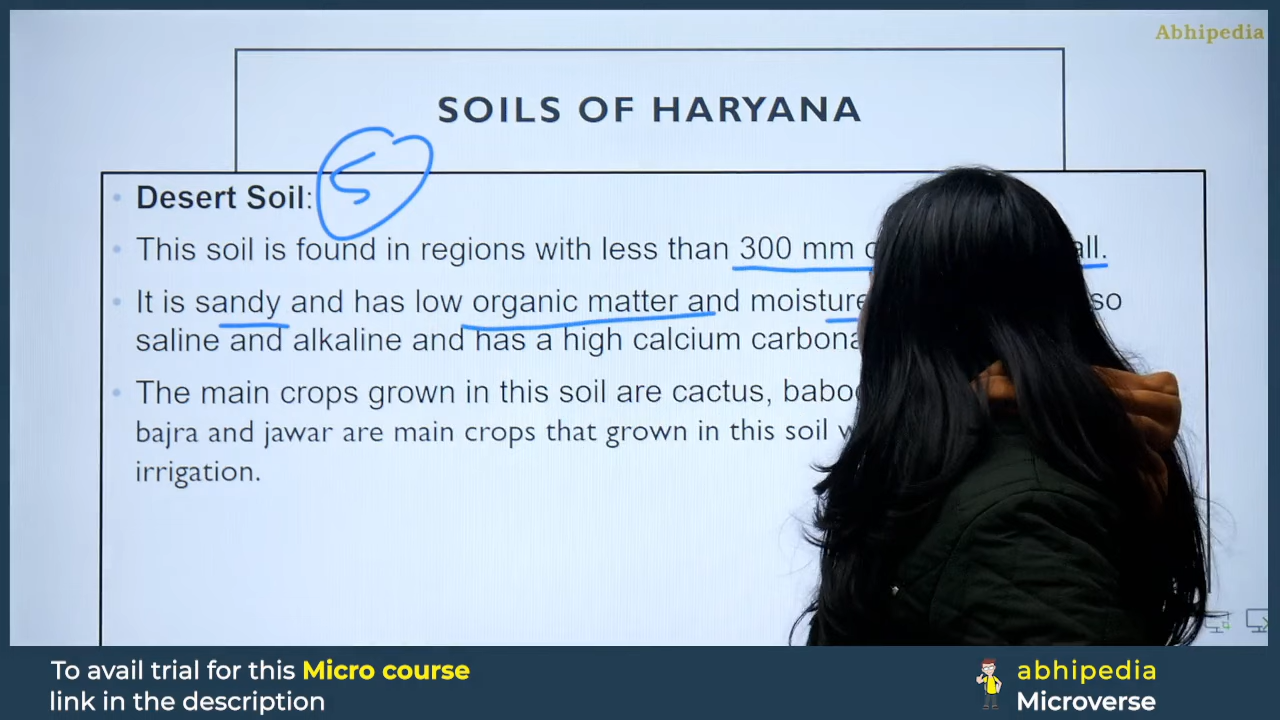 Abhipedia
SOILS OF HARYANA
5
Desert Soil:
This soil is found in regions with less than 300 mm
It is sandy and has low organic matter and moisture so
saline and alkaline and has a high calcium
The main crops grown in this soil are cactus,
bajra and jawar are main crops that grown in this soil
irrigation.
To avail trial for this Micro course
link in the description
abhipedia
Microverse